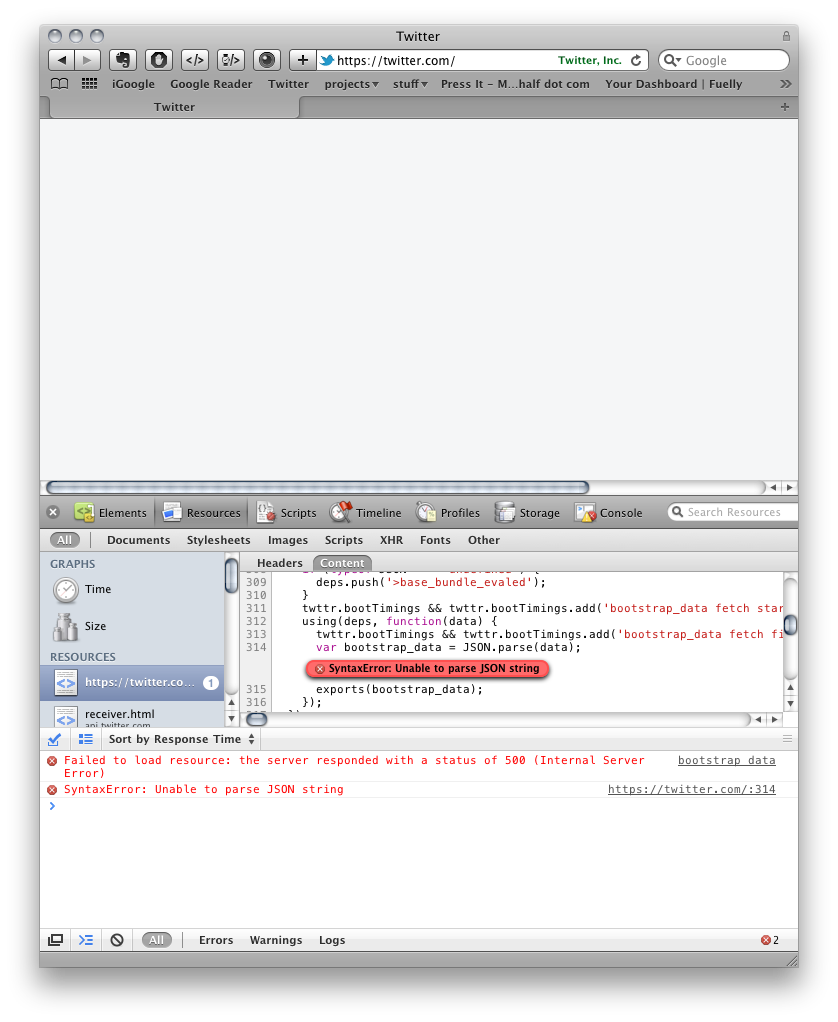 Twitter
</> https://twitter.com/ Twitter, Inc. Google
iGoogle Google Reader Twitter projects▾ stuff▾ Press It – M...half dot com Your Dashboard | Fuelly »
Twitter +
Elements Resources Scripts Timeline Profiles Storage Console Search Resources
All Documents Stylesheets Images Scripts XHR Fonts Other
GRAPHS
Time
Size
RESOURCES
https://twitter.co... 1
receiver.html
api.twitter.com
Headers Content
309 deps.push('>base_bundle_evaled');
310 }
311 twttr.bootTimings && twttr.bootTimings.add('bootstrap_data fetch star
312 using(deps, function(data) {
313 twttr.bootTimings && twttr.bootTimings.add('bootstrap_data fetch fi
314 var bootstrap_data = JSON.parse(data);
SyntaxError: Unable to parse JSON string
315 exports(bootstrap_data);
316 });
Sort by Response Time
Failed to load resource: the server responded with a status of 500 (Internal Server bootstrap_data
Error)
SyntaxError: Unable to parse JSON string https://twitter.com/:314
>
All Errors Warnings Logs 2